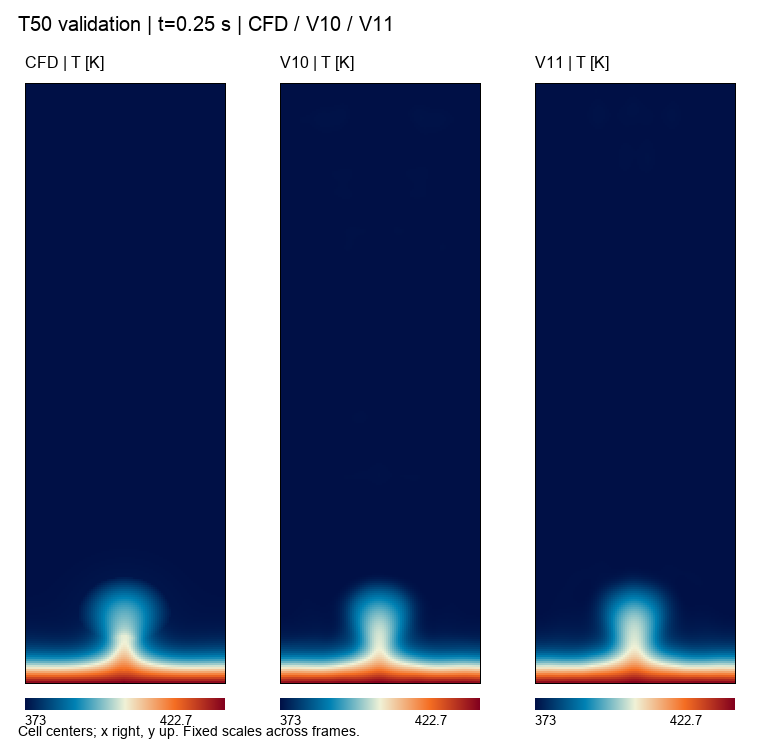 T50 validation | t=0.25 s | CFD / V10 / V11
CFD | T [K]
V10 | T [K]
V11 | T [K]
373 422.7
373 422.7
373 422.7
Cell centers; x right, y up. Fixed scales across frames.